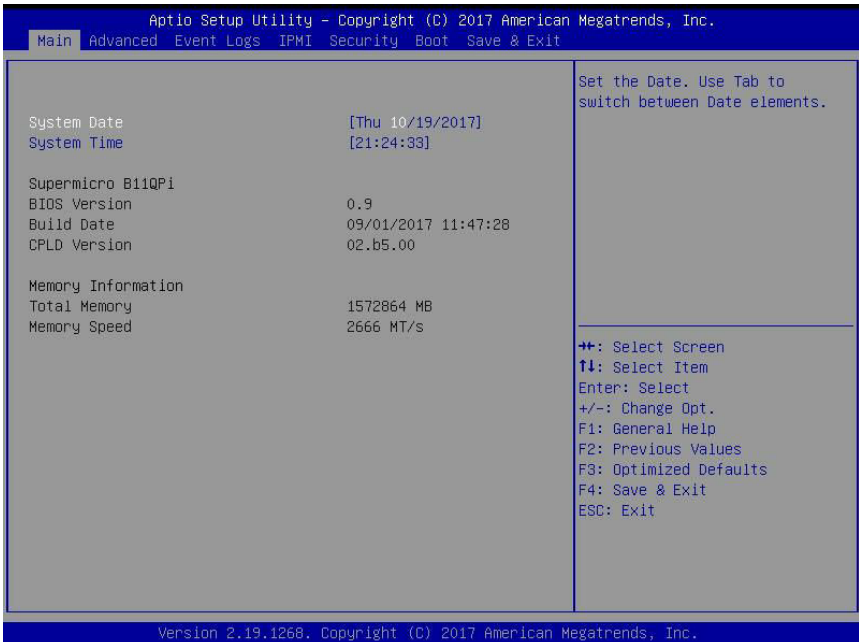 Aptio Setup Utility – Copyright (C) 2017 American Megatrends, Inc.
Main Advanced Event Logs IPMI Security Boot Save & Exit
Set the Date. Use Tab to
switch between Date elements.
System Date [Thu 10/19/2017]
System Time [21:24:33]
Supermicro B11QPi
BIOS Version 0.9
Build Date 09/01/2017 11:47:28
CPLD Version 02.b5.00
Memory Information
Total Memory 1572864 MB
Memory Speed 2666 MT/s
→←: Select Screen
↑↓: Select Item
Enter: Select
+/-: Change Opt.
F1: General Help
F2: Previous Values
F3: Optimized Defaults
F4: Save & Exit
ESC: Exit
Version 2.19.1268. Copyright (C) 2017 American Megatrends, Inc.